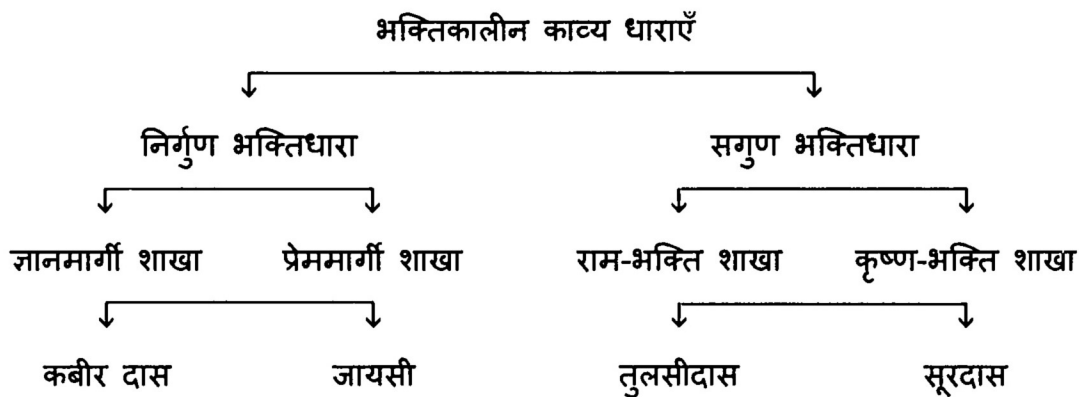 भक्तिकालीन काव्य धाराएँ
निर्गुण भक्तिधारा सगुण भक्तिधारा
ज्ञानमार्गी शाखा प्रेममार्गी शाखा राम-भक्ति शाखा कृष्ण-भक्ति शाखा
कबीर दास जायसी तुलसीदास सूरदास